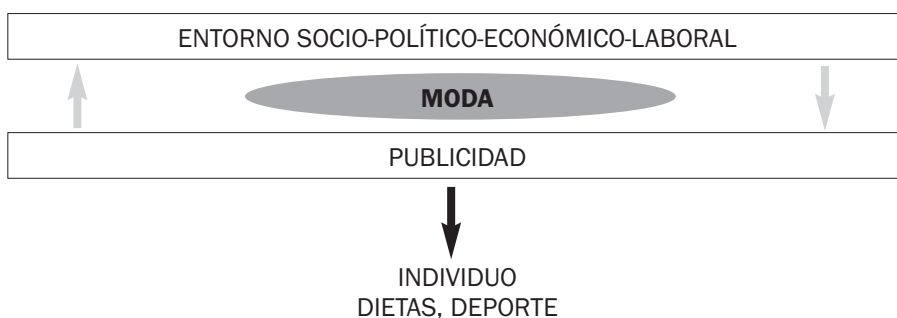 ENTORNO SOCIO-POLÍTICO-ECONÓMICO-LABORAL
MODA
PUBLICIDAD
INDIVIDUO
DIETAS, DEPORTE